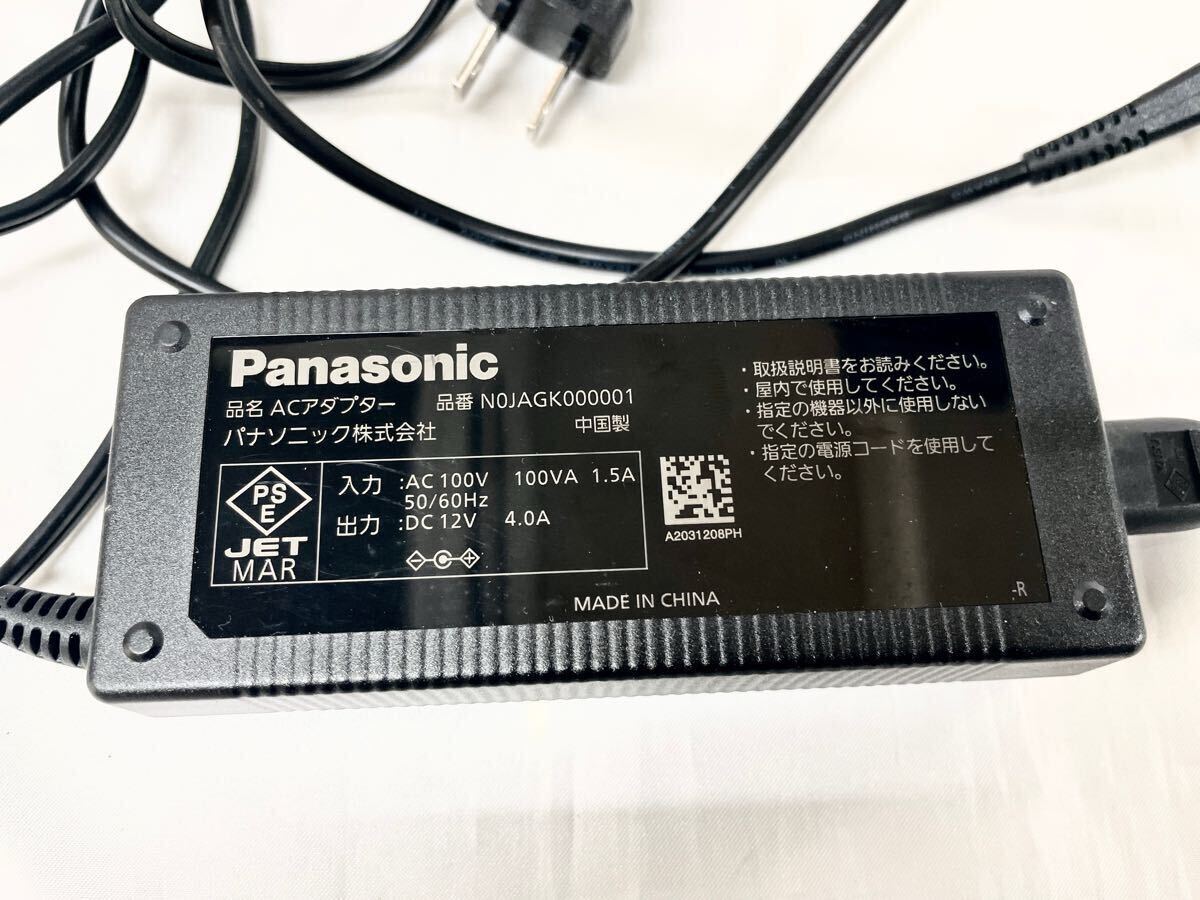 Panasonic
品名 ACアダプター 品番 N0JAGK000001
パナソニック株式会社 中国製
PS
E
JET
MAR
入力 :AC 100V 100VA 1.5A
50/60Hz
出力 :DC 12V 4.0A
・取扱説明書をお読みください。
・屋内で使用してください。
・指定の機器以外に使用しない
でください。
・指定の電源コードを使用して
ください。
A2031208PH
MADE IN CHINA
-R